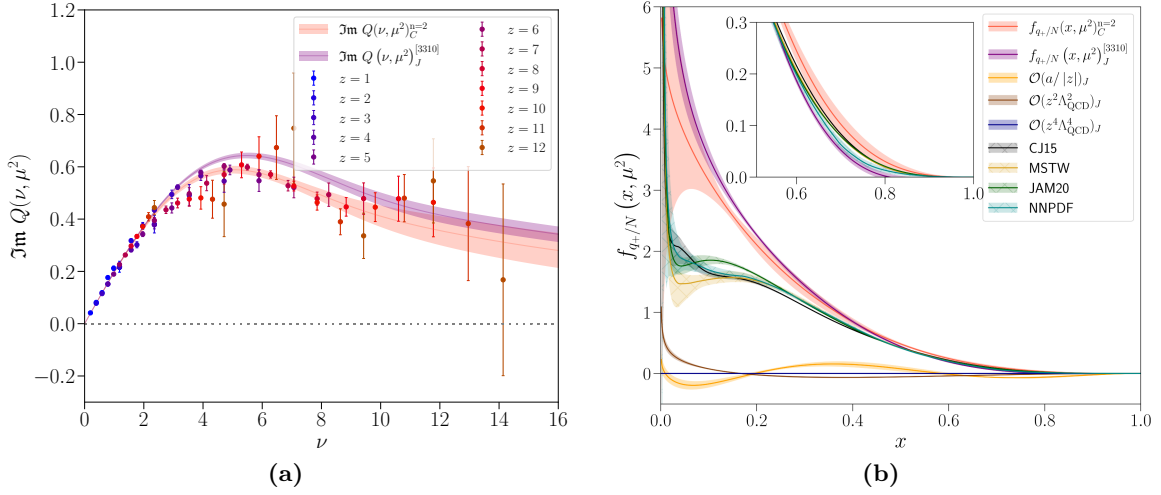 1.2
1.0
0.8
0.6
0.4
0.2
0.0
−0.2
0
2
4
6
8
10
12
14
16
ν
𝕴𝖒 Q(ν, μ²)
𝕴𝖒 Q(ν, μ²)_C^{n=2}
𝕴𝖒 Q (ν, μ²)_J^{[3310]}
z = 1
z = 2
z = 3
z = 4
z = 5
z = 6
z = 7
z = 8
z = 9
z = 10
z = 11
z = 12
(a)
6
5
4
3
2
1
0
0.0
0.2
0.4
0.6
0.8
1.0
x
f_{q+/N} (x, μ²)
0.3
0.2
0.1
0.0
0.6
0.8
1.0
f_{q+/N}(x, μ²)_C^{n=2}
f_{q+/N} (x, μ²)_J^{[3310]}
𝒪(a/ |z|)_J
𝒪(z²Λ²_{QCD})_J
𝒪(z⁴Λ⁴_{QCD})_J
CJ15
MSTW
JAM20
NNPDF
(b)